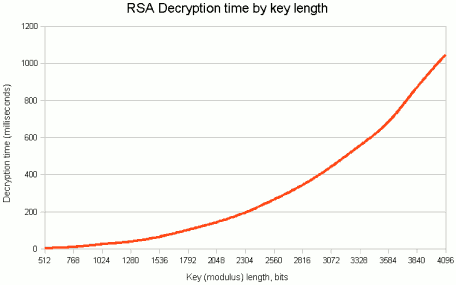 RSA Decryption time by key length
1200
1000
800
600
400
200
0
Decryption time (milliseconds)
512 768 1024 1280 1536 1792 2048 2304 2560 2816 3072 3328 3584 3840 4096
Key (modulus) length, bits